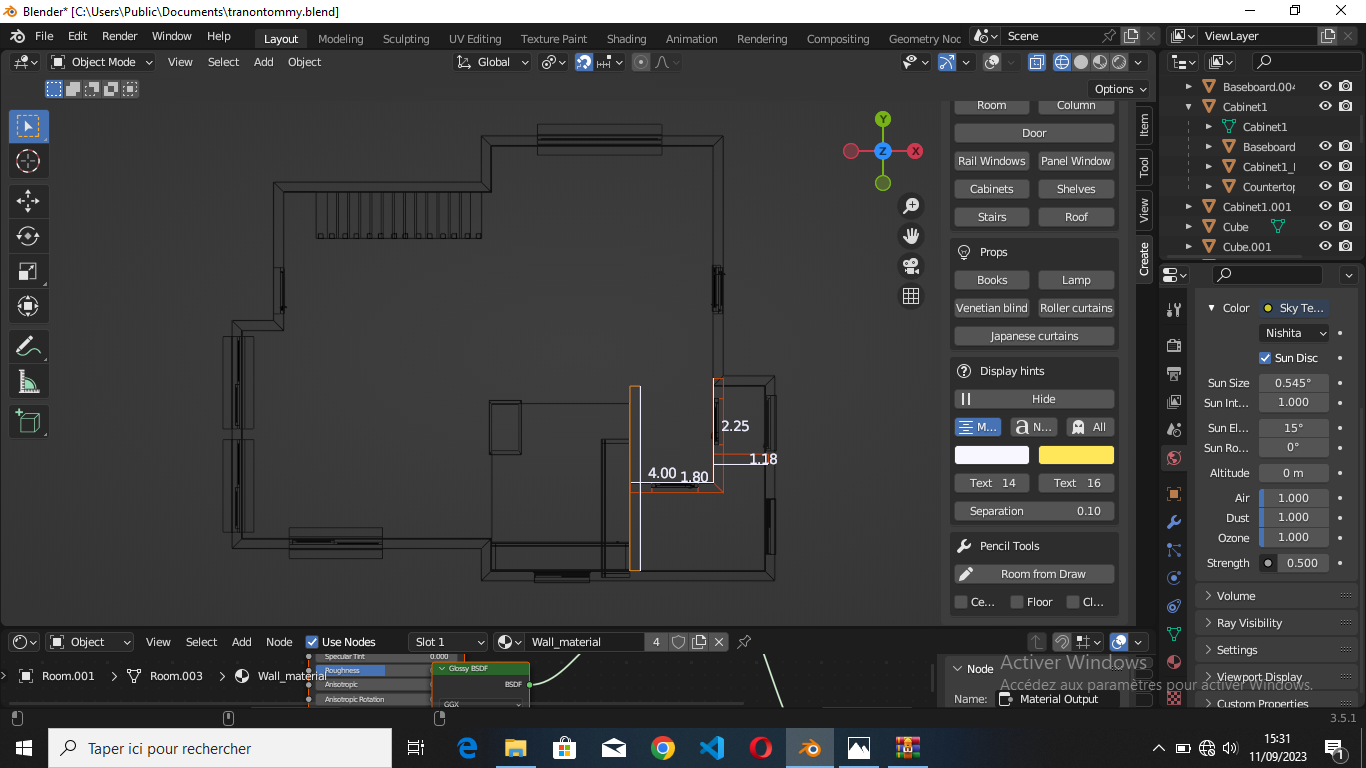 Blender* [C:\Users\Public\Documents\tranontommy.blend]
File Edit Render Window Help Layout Modeling Sculpting UV Editing Texture Paint Shading Animation Rendering Compositing Geometry Noc Scene ViewLayer
Object Mode View Select Add Object Global
Options
Room Column
Door
Rail Windows Panel Window
Cabinets Shelves
Stairs Roof
Props
Books Lamp
Venetian blind Roller curtains
Japanese curtains
Display hints
Hide
M... N... All
Text 14 Text 16
Separation 0.10
Pencil Tools
Room from Draw
Ce... Floor Cl...
Item
Tool
View
Create
Y
Z X
2.25
1.18
4.00 1.80
Baseboard.004
Cabinet1
Cabinet1
Baseboard
Cabinet1_
Countertop
Cabinet1.001
Cube
Cube.001
Color Sky Te...
Nishita
Sun Disc
Sun Size 0.545°
Sun Int... 1.000
Sun El... 15°
Sun Ro... 0°
Altitude 0 m
Air 1.000
Dust 1.000
Ozone 1.000
Strength 0.500
Volume
Ray Visibility
Settings
Viewport Display
Custom Properties
Object View Select Add Node Use Nodes Slot 1 Wall_material 4
Room.001 Room.003 Wall_material
Specular Tint 0.000
Roughness
Anisotropic
Anisotropic Rotation
Glossy BSDF
BSDF
GGX
Node
Name: Material Output
Activer Windows
Accédez aux paramètres pour activer Windows.
3.5.1
Taper ici pour rechercher
15:31
11/09/2023
1